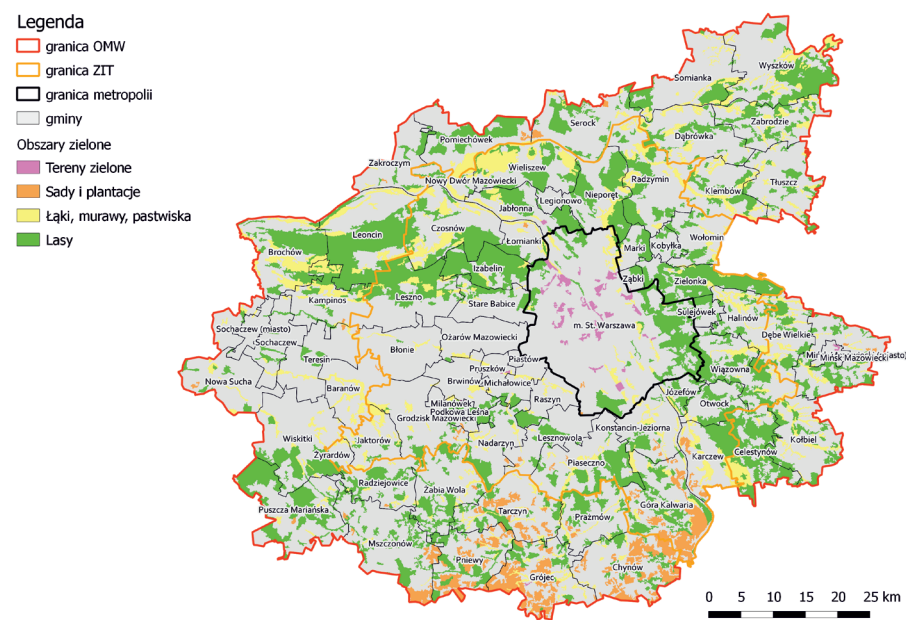 Legenda
granica OMW
granica ZIT
granica metropolii
gminy
Obszary zielone
Tereny zielone
Sady i plantacje
Łąki, murawy, pastwiska
Lasy
Wyszków
Somianka
Zabrodzie
Serock
Dąbrówka
Pomiechówek
Zakroczym
Wieliszew
Radzymin
Tłuszcz
Nowy Dwór Mazowiecki
Klembów
Nieporęt
Legionowo
Jabłonna
Czosnów
Leoncin
Wołomin
Łomianki
Marki
Kobyłka
Brochów
Izabelin
Ząbki
Zielonka
Leszno
Kampinos
Stare Babice
Sulejówek
Halinów
Sochaczew (miasto)
m. St. Warszawa
Dębe Wielkie
Sochaczew
Ożarów Mazowiecki
Błonie
Teresin
Piastów
Mińsk Mazowiecki
Pruszków
Wiązowna
Nowa Sucha
Baranów
Brwinów
Michałowice
Józefów
Milanówek
Raszyn
Otwock
Podkowa Leśna
Grodzisk Mazowiecki
Konstancin-Jeziorna
Wiskitki
Jaktorów
Nadarzyn
Lesznowola
Kołbiel
Żyrardów
Karczew
Celestynów
Piaseczno
Radziejowice
Żabia Wola
Góra Kalwaria
Puszcza Mariańska
Tarczyn
Prażmów
Mszczonów
Pniewy
Chynów
Grójec
0 5 10 15 20 25 km